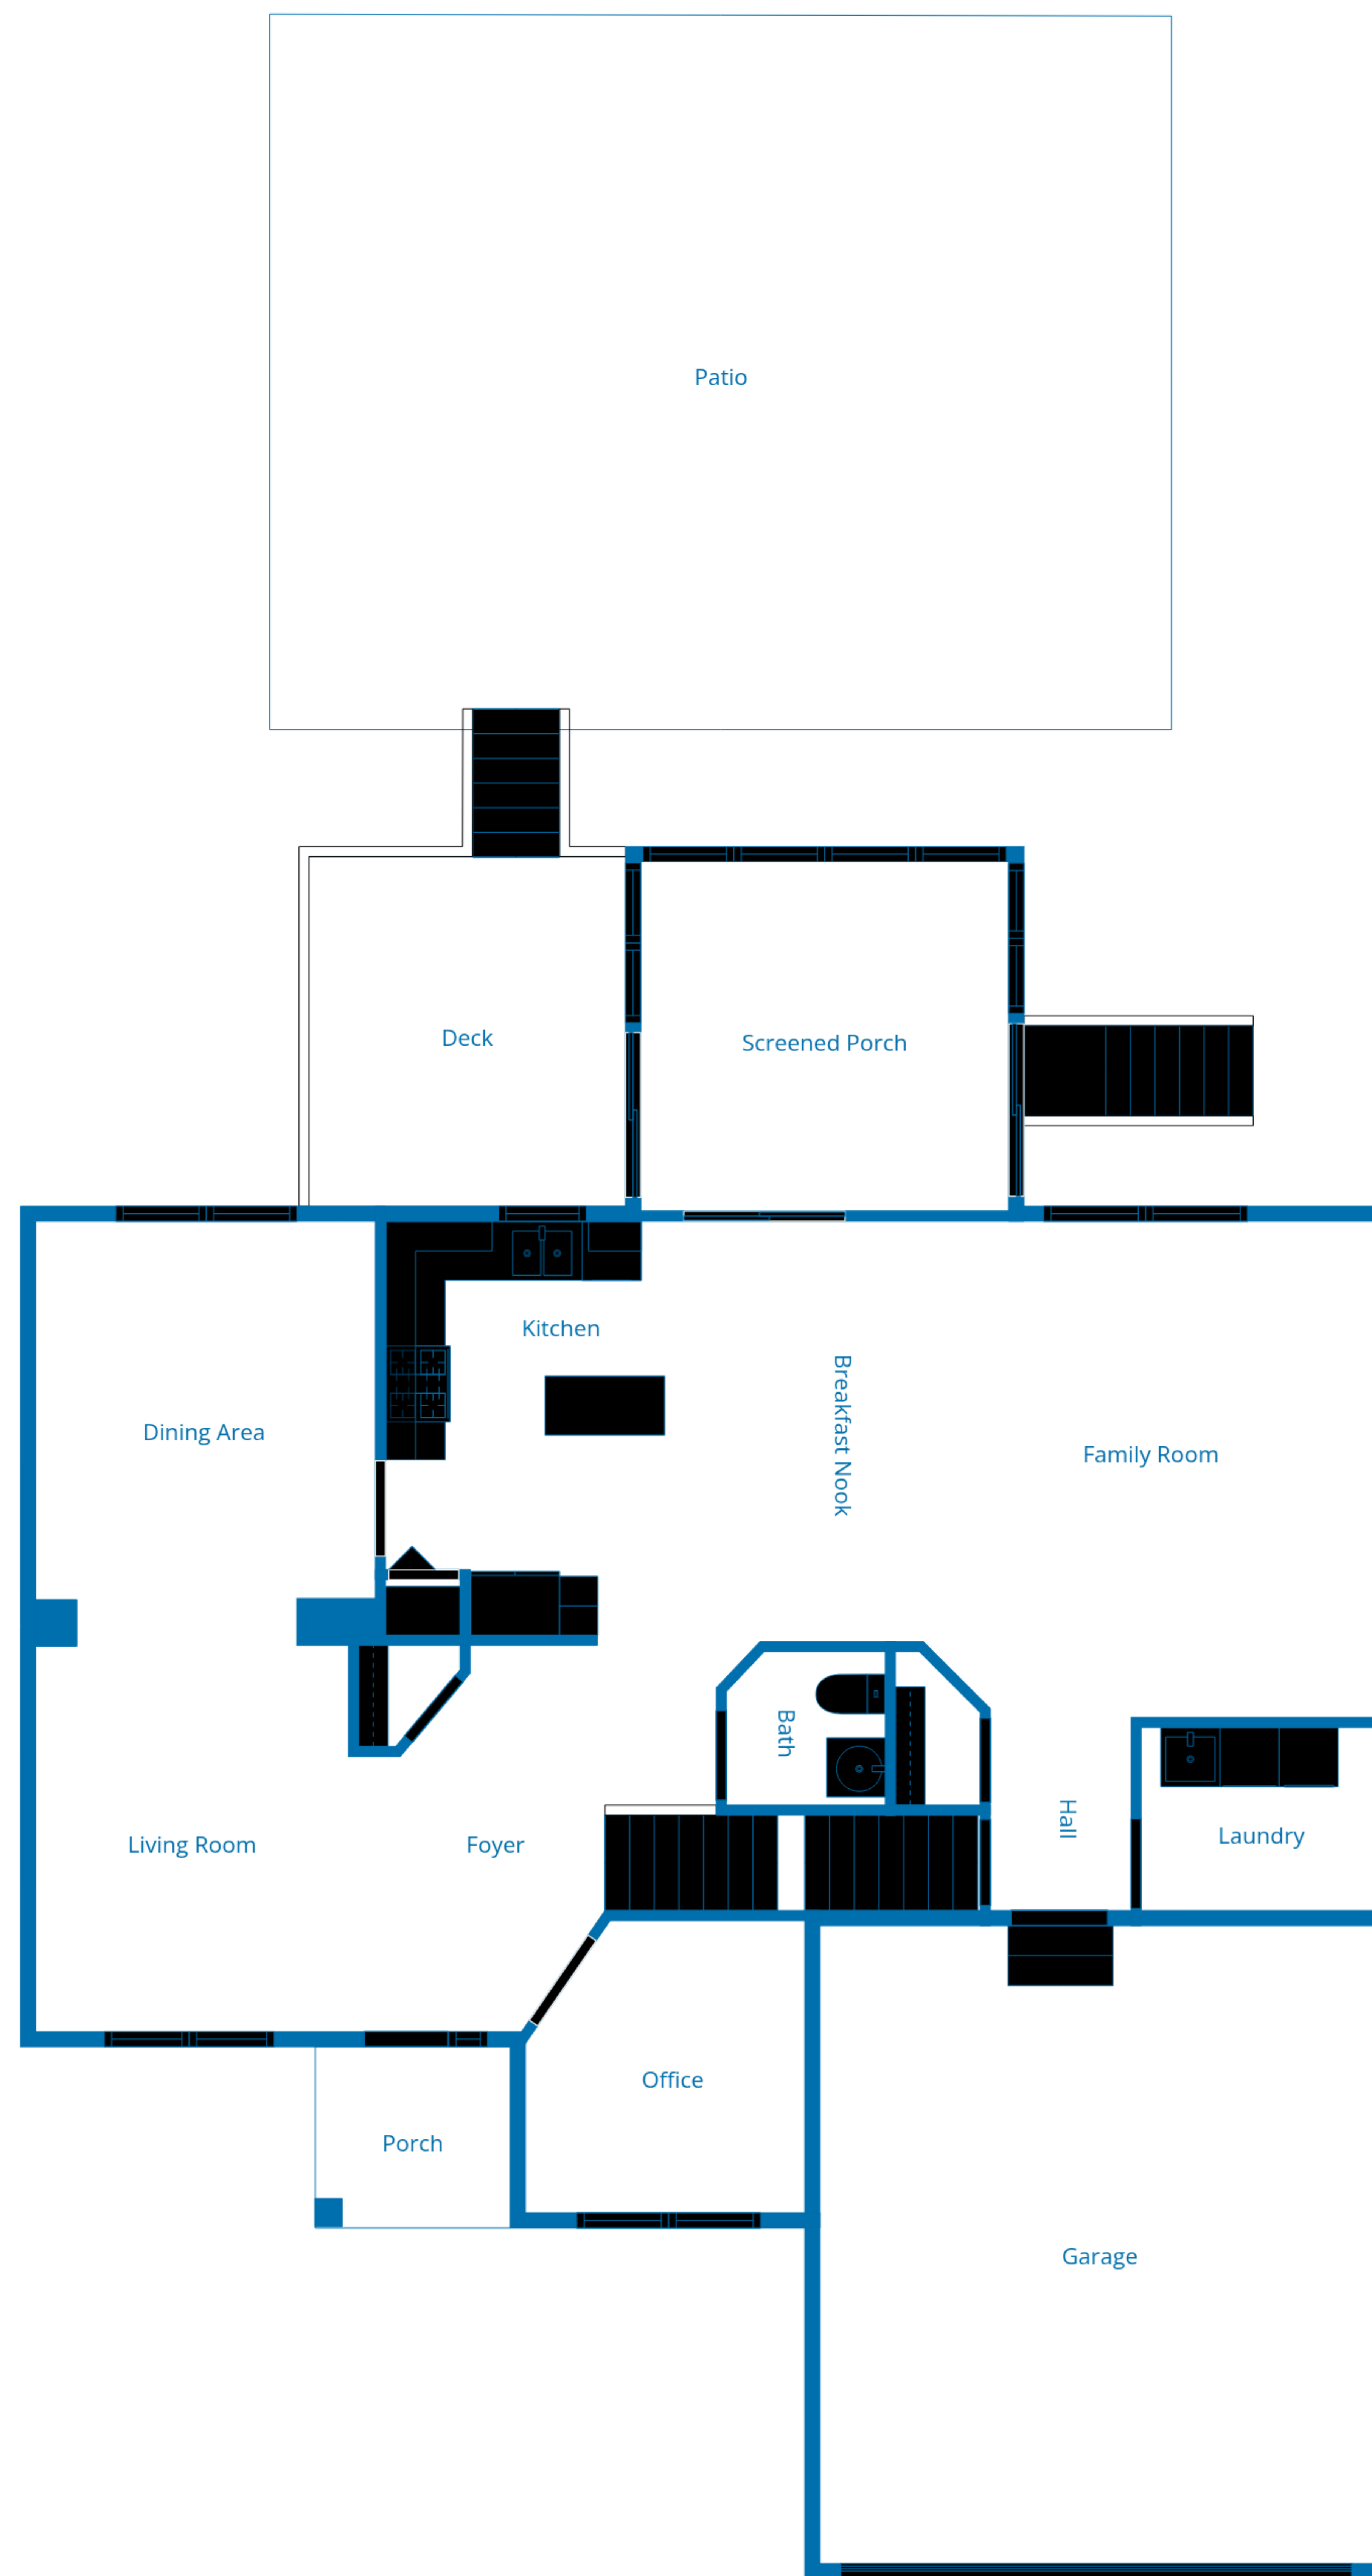 Patio
Deck
Screened Porch
Kitchen
Breakfast Nook
Dining Area
Family Room
Bath
Hall
Living Room
Foyer
Laundry
Office
Porch
Garage